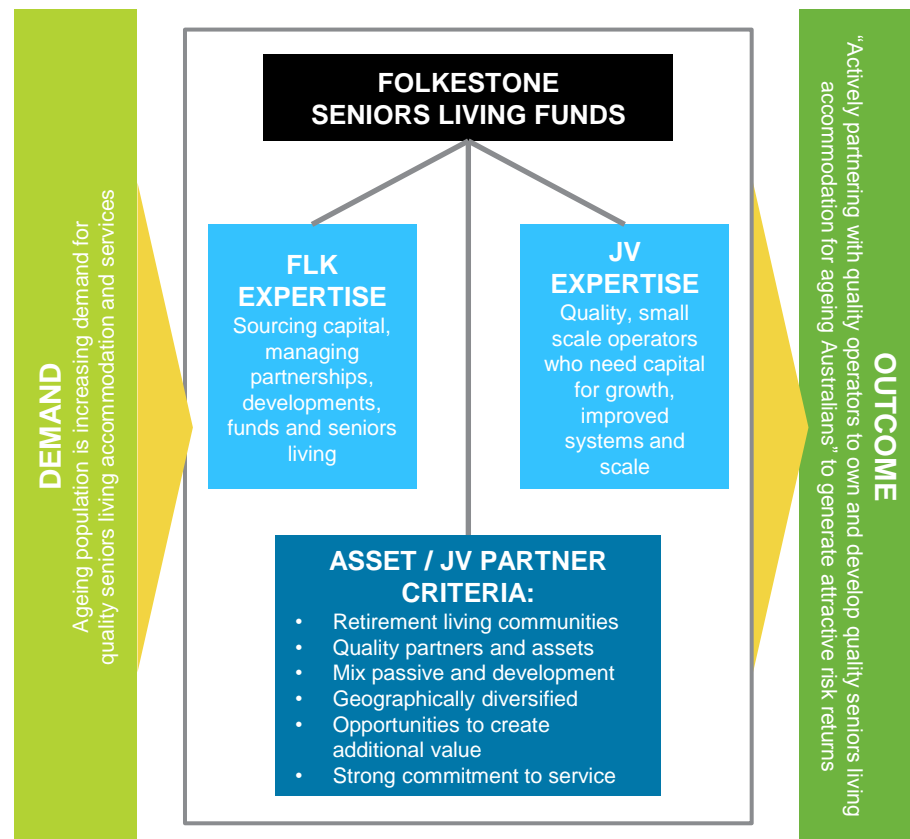 DEMAND
Ageing population is increasing demand for
quality seniors living accommodation and services
FOLKESTONE
SENIORS LIVING FUNDS
FLK
EXPERTISE
Sourcing capital,
managing
partnerships,
developments,
funds and seniors
living
JV
EXPERTISE
Quality, small
scale operators
who need capital
for growth,
improved
systems and
scale
ASSET / JV PARTNER
CRITERIA:
• Retirement living communities
• Quality partners and assets
• Mix passive and development
• Geographically diversified
• Opportunities to create
additional value
• Strong commitment to service
OUTCOME
“Actively partnering with quality operators to own and develop quality seniors living
accommodation for ageing Australians” to generate attractive risk returns